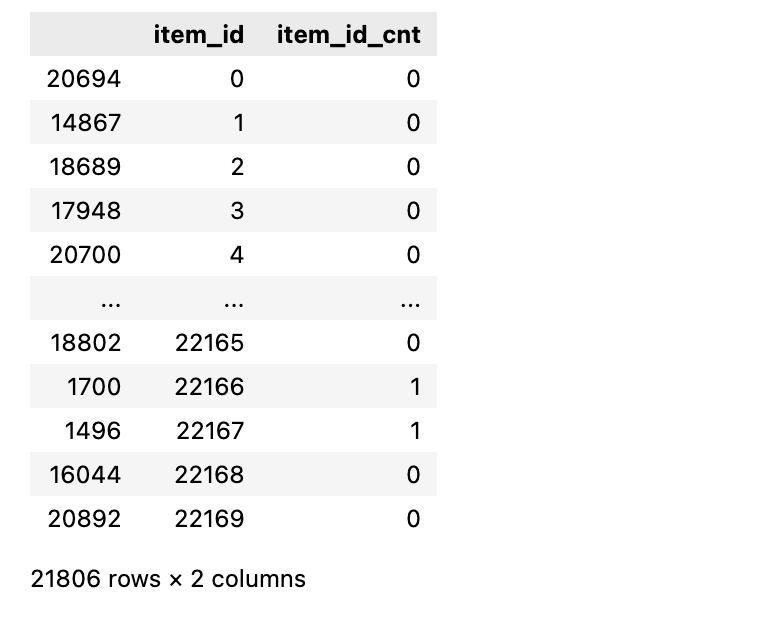 item_id item_id_cnt
20694 0 0
14867 1 0
18689 2 0
17948 3 0
20700 4 0
... ... ...
18802 22165 0
1700 22166 1
1496 22167 1
16044 22168 0
20892 22169 0
21806 rows × 2 columns